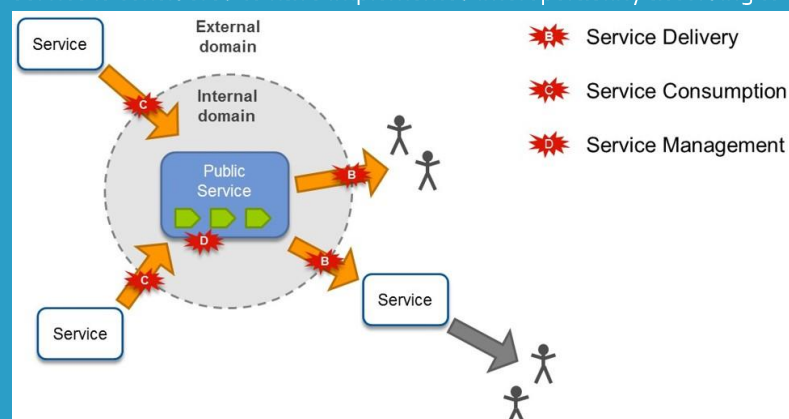 Service
External
domain
Internal
domain
Public
Service
C
B
D
B
C
Service
Service
B Service Delivery
C Service Consumption
D Service Management